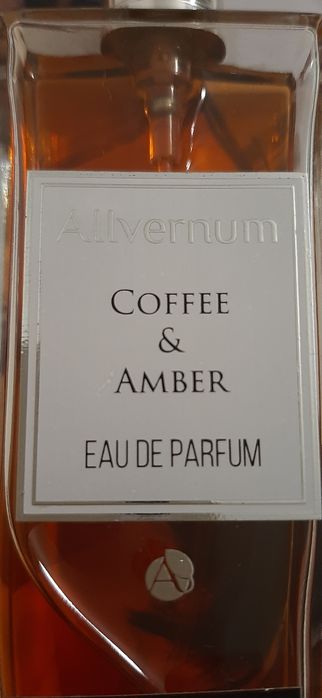 Allvernum
COFFEE
&
AMBER
EAU DE PARFUM
A